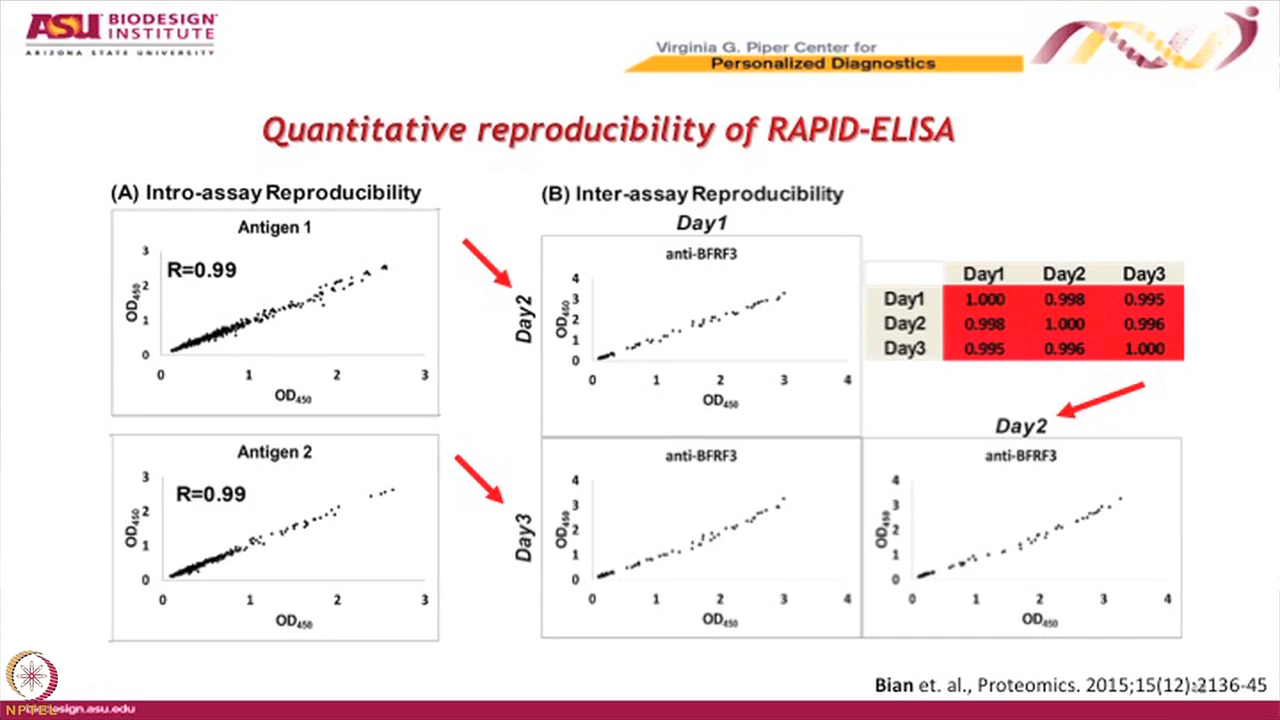 ASU BIODESIGN INSTITUTE
ARIZONA STATE UNIVERSITY
Virginia G. Piper Center for
Personalized Diagnostics
Quantitative reproducibility of RAPID-ELISA
(A) Intro-assay Reproducibility
Antigen 1
R=0.99
OD450
3
2
1
0
0 1 2 3
OD450
Antigen 2
R=0.99
OD450
3
2
1
0
0 1 2 3
OD450
(B) Inter-assay Reproducibility
Day1
Day2
anti-BFRF3
OD450
4
3
2
1
0
0 1 2 3 4
OD450
Day1 Day2 Day3
Day1 1.000 0.998 0.995
Day2 0.998 1.000 0.996
Day3 0.995 0.996 1.000
Day3
anti-BFRF3
OD450
4
3
2
1
0
0 1 2 3 4
OD450
Day2
anti-BFRF3
OD450
4
3
2
1
0
0 1 2 3 4
OD450
Bian et. al., Proteomics. 2015;15(12):2136-45
NPTEL
design.asu.edu